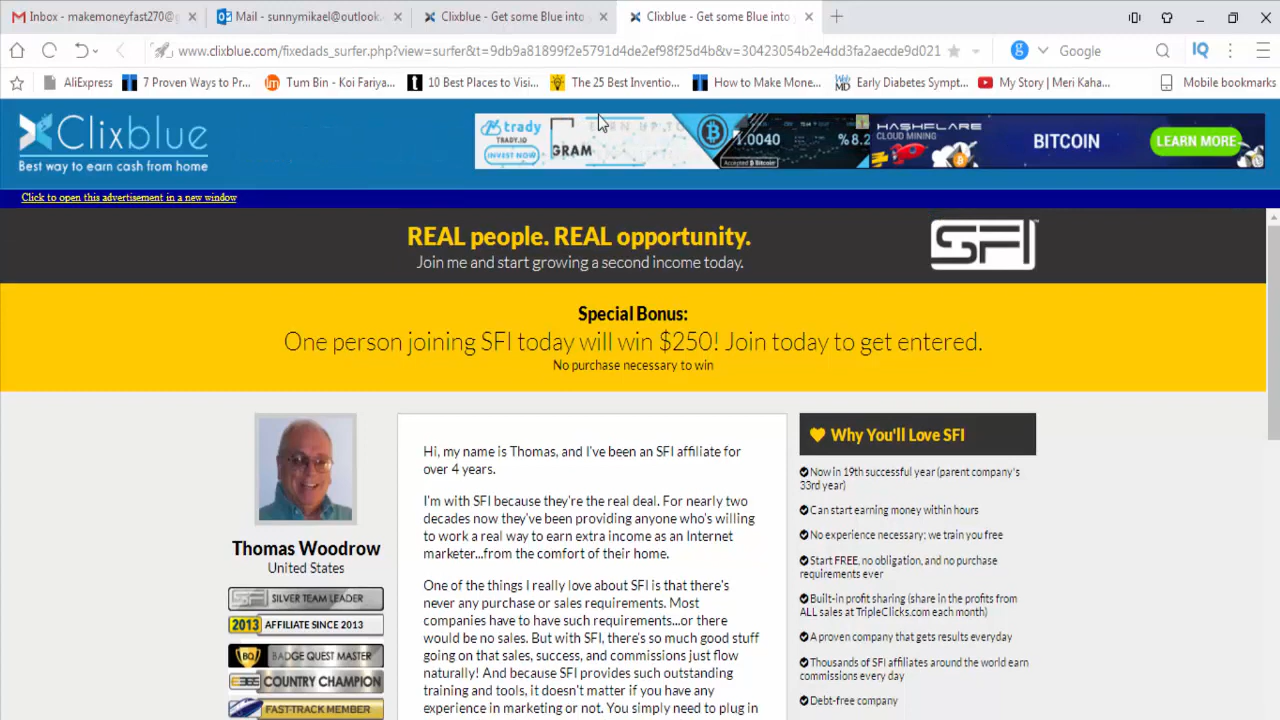 Inbox - makemoneyfast270@g
Mail - sunnymikael@outlook.
Clixblue - Get some Blue into y
Clixblue - Get some Blue into y
www.clixblue.com/fixedads_surfer.php?view=surfer&t=9db9a81899f2e5791d4de2ef98f25d4b&v=30423054b2e4dd3fa2aecde9d021
Google
IQ
AliExpress
7 Proven Ways to Pr...
Tum Bin - Koi Fariya...
10 Best Places to Visi...
The 25 Best Inventio...
How to Make Mone...
Early Diabetes Sympt...
My Story | Meri Kaha...
Mobile bookmarks
Clixblue
Best way to earn cash from home
trady
TRADY.IO
INVEST NOW
EARN UP TO
GRAM
1.0040
%8.2
HASHFLARE
CLOUD MINING
BITCOIN
LEARN MORE
Click to open this advertisement in a new window
REAL people. REAL opportunity.
Join me and start growing a second income today.
SFI
Special Bonus:
One person joining SFI today will win $250! Join today to get entered.
No purchase necessary to win
Thomas Woodrow
United States
SILVER TEAM LEADER
2013 AFFILIATE SINCE 2013
BQ BADGE QUEST MASTER
COUNTRY CHAMPION
FAST-TRACK MEMBER
Hi, my name is Thomas, and I've been an SFI affiliate for
over 4 years.
I'm with SFI because they're the real deal. For nearly two
decades now they've been providing anyone who's willing
to work a real way to earn extra income as an Internet
marketer...from the comfort of their home.
One of the things I really love about SFI is that there's
never any purchase or sales requirements. Most
companies have to have such requirements...or there
would be no sales. But with SFI, there's so much good stuff
going on that sales, success, and commissions just flow
naturally! And because SFI provides such outstanding
training and tools, it doesn't matter if you have any
experience in marketing or not. You simply need to plug in
Why You'll Love SFI
Now in 19th successful year (parent company's
33rd year)
Can start earning money within hours
No experience necessary; we train you free
Start FREE, no obligation, and no purchase
requirements ever
Built-in profit sharing (share in the profits from
ALL sales at TripleClicks.com each month)
A proven company that gets results everyday
Thousands of SFI affiliates around the world earn
commissions every day
Debt-free company